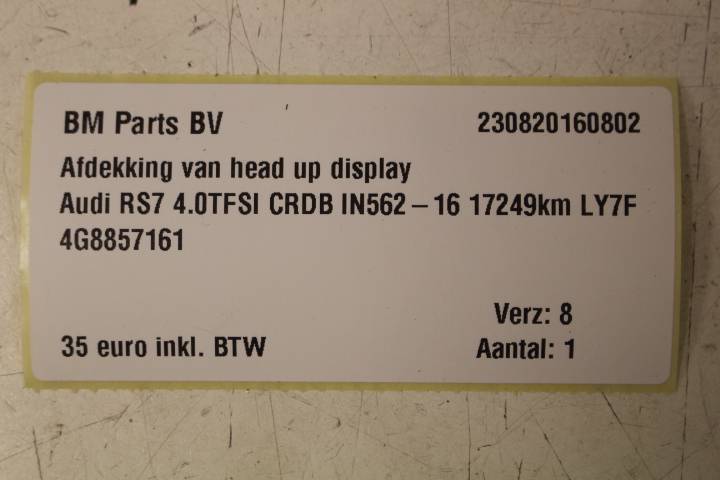 BM Parts BV 230820160802
Afdekking van head up display
Audi RS7 4.0TFSI CRDB IN562 – 16 17249km LY7F
4G8857161
Verz: 8
35 euro inkl. BTW Aantal: 1